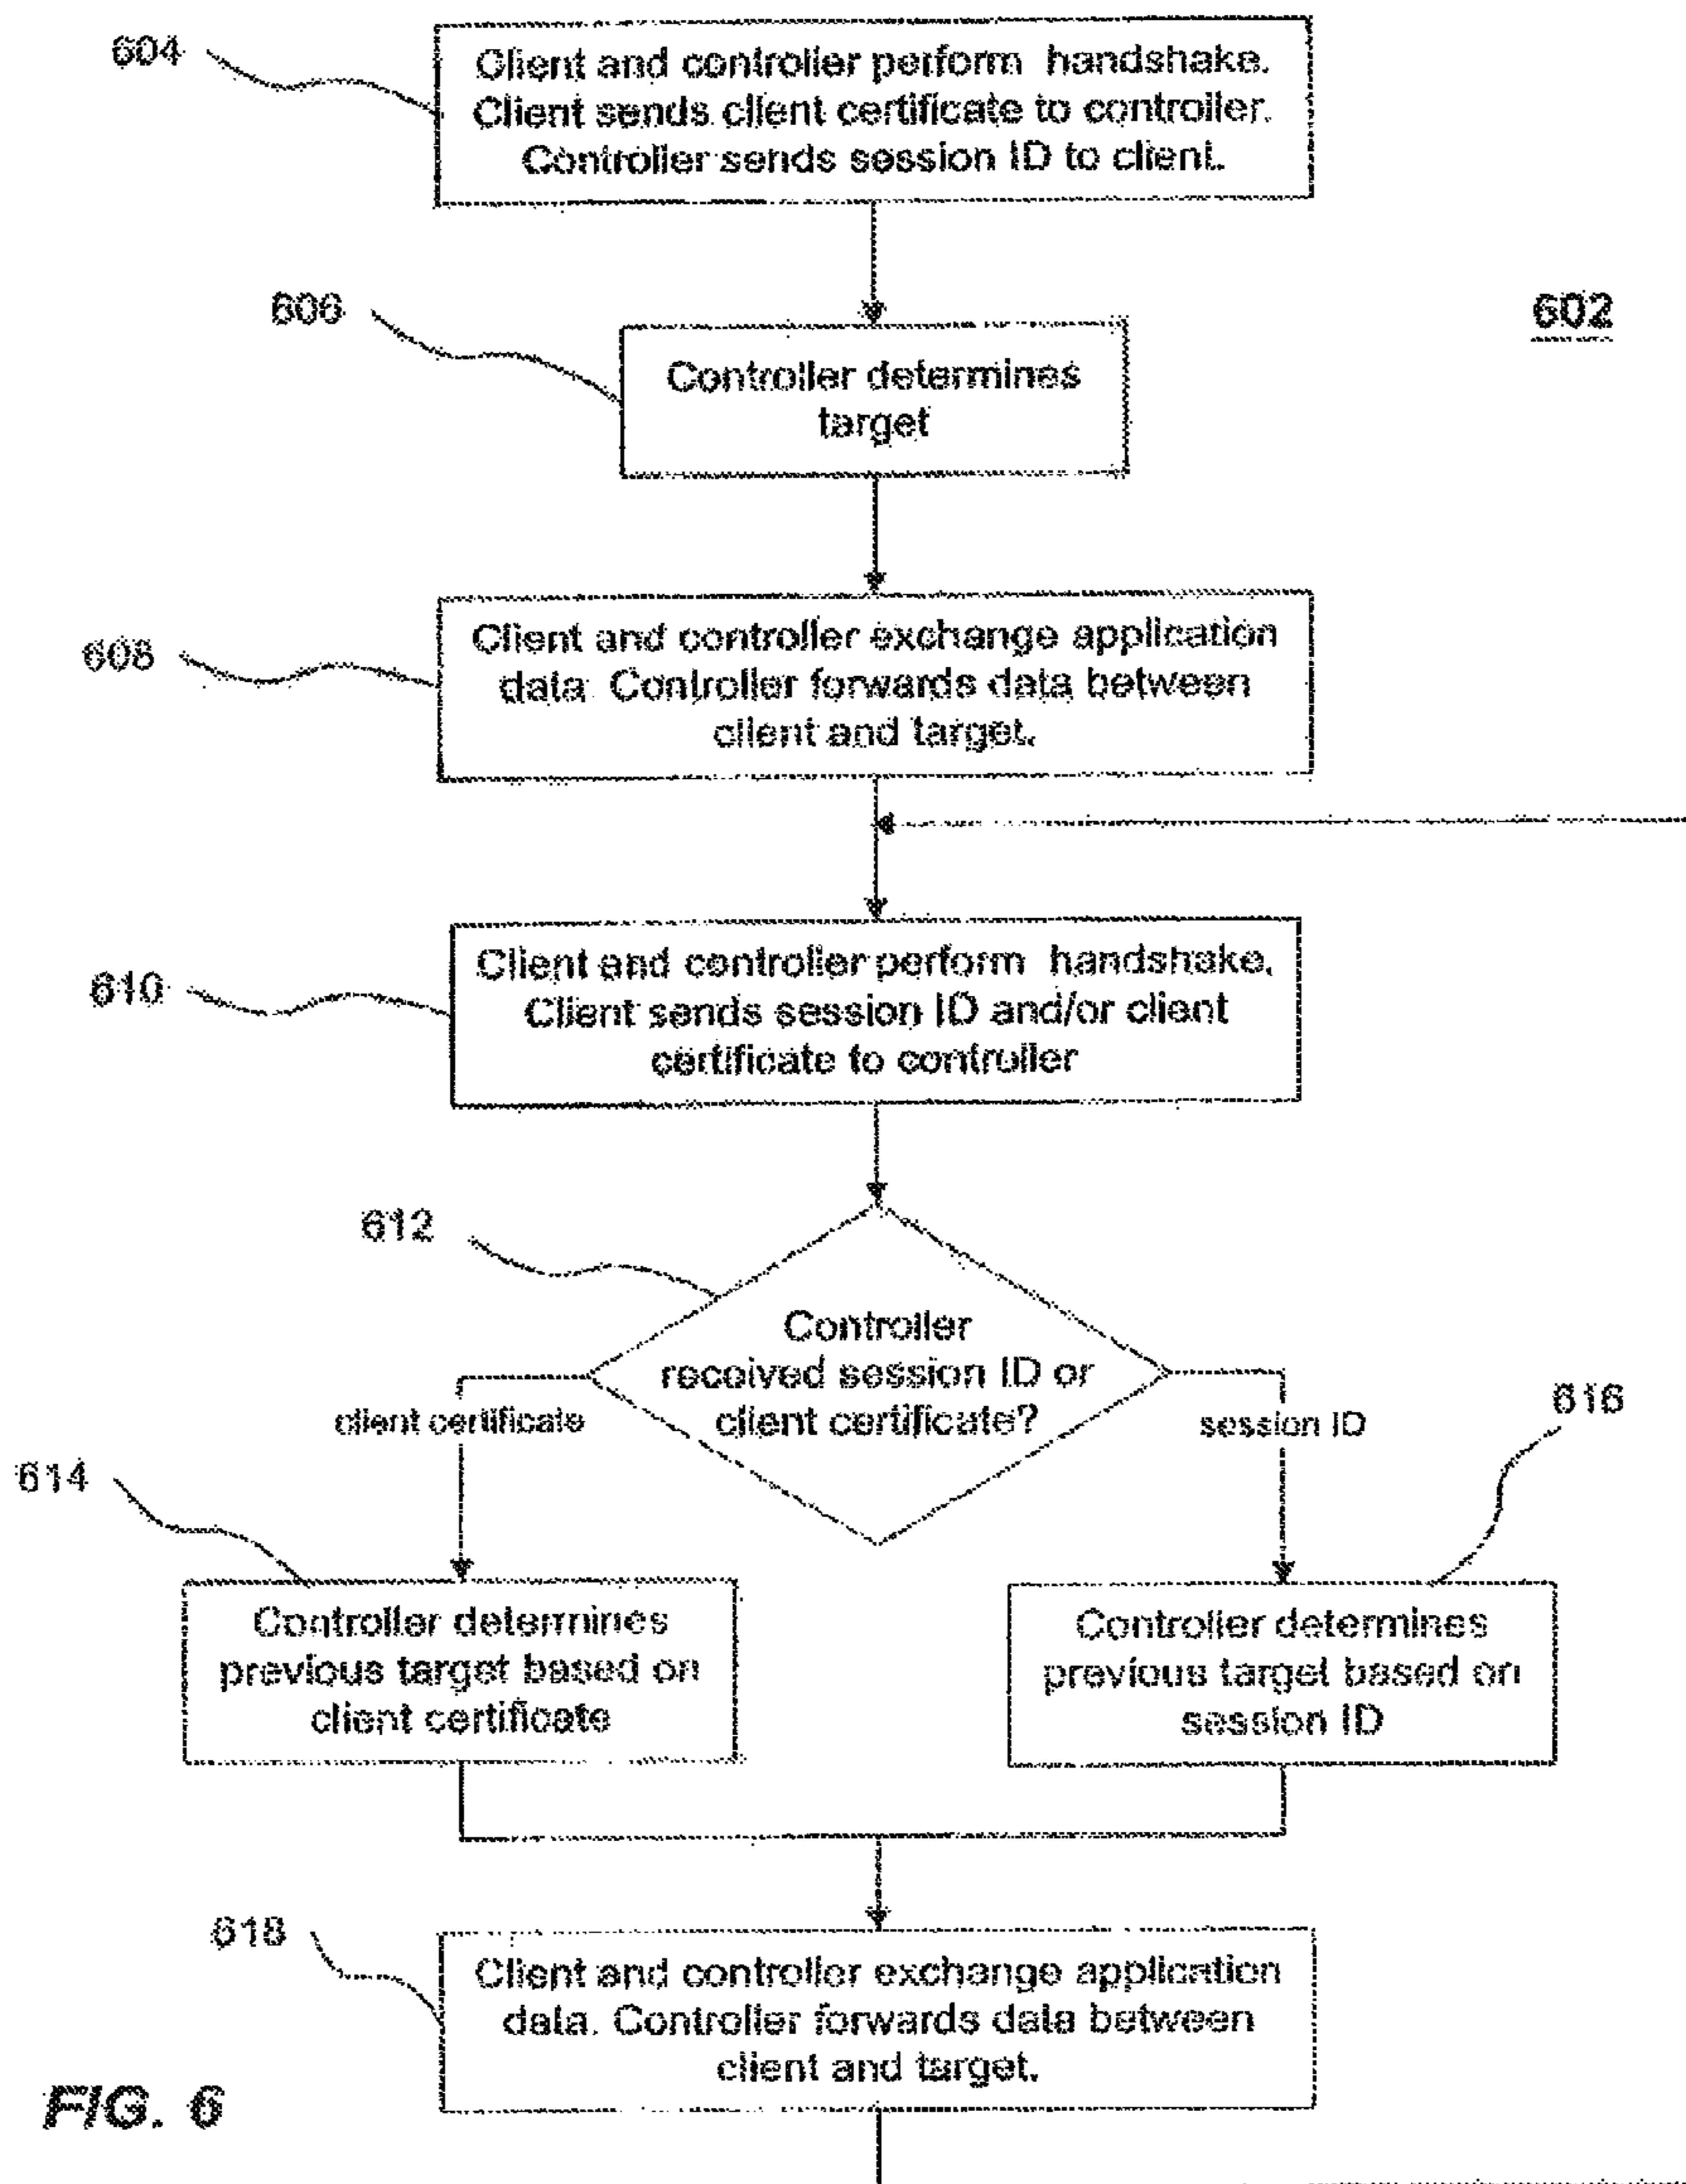 604
Client and controller perform handshake.
Client sends client certificate to controller.
Controller sends session ID to client.
606
602
Controller determines
target
608
Client and controller exchange application
data. Controller forwards data between
client and target.
610
Client and controller perform handshake.
Client sends session ID and/or client
certificate to controller
612
Controller
received session ID or
client certificate?
client certificate
session ID
616
614
Controller determines
previous target based on
client certificate
Controller determines
previous target based on
session ID
618
Client and controller exchange application
data. Controller forwards data between
client and target.
FIG. 6